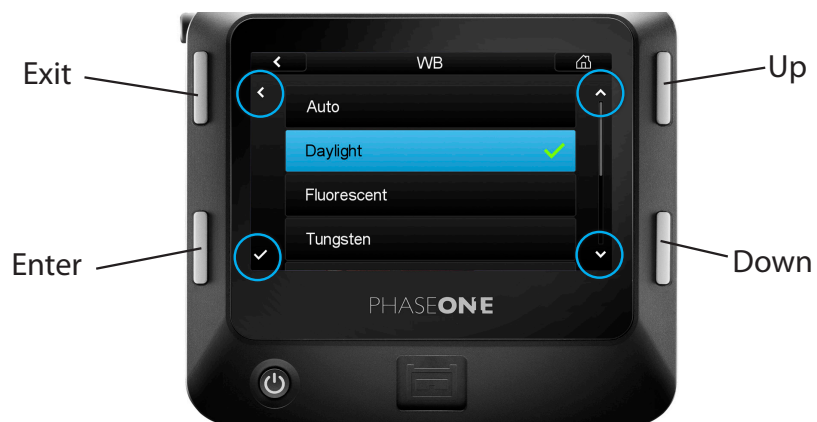 WB
Exit
Up
Auto
Daylight
Fluorescent
Tungsten
Enter
Down
PHASEONE